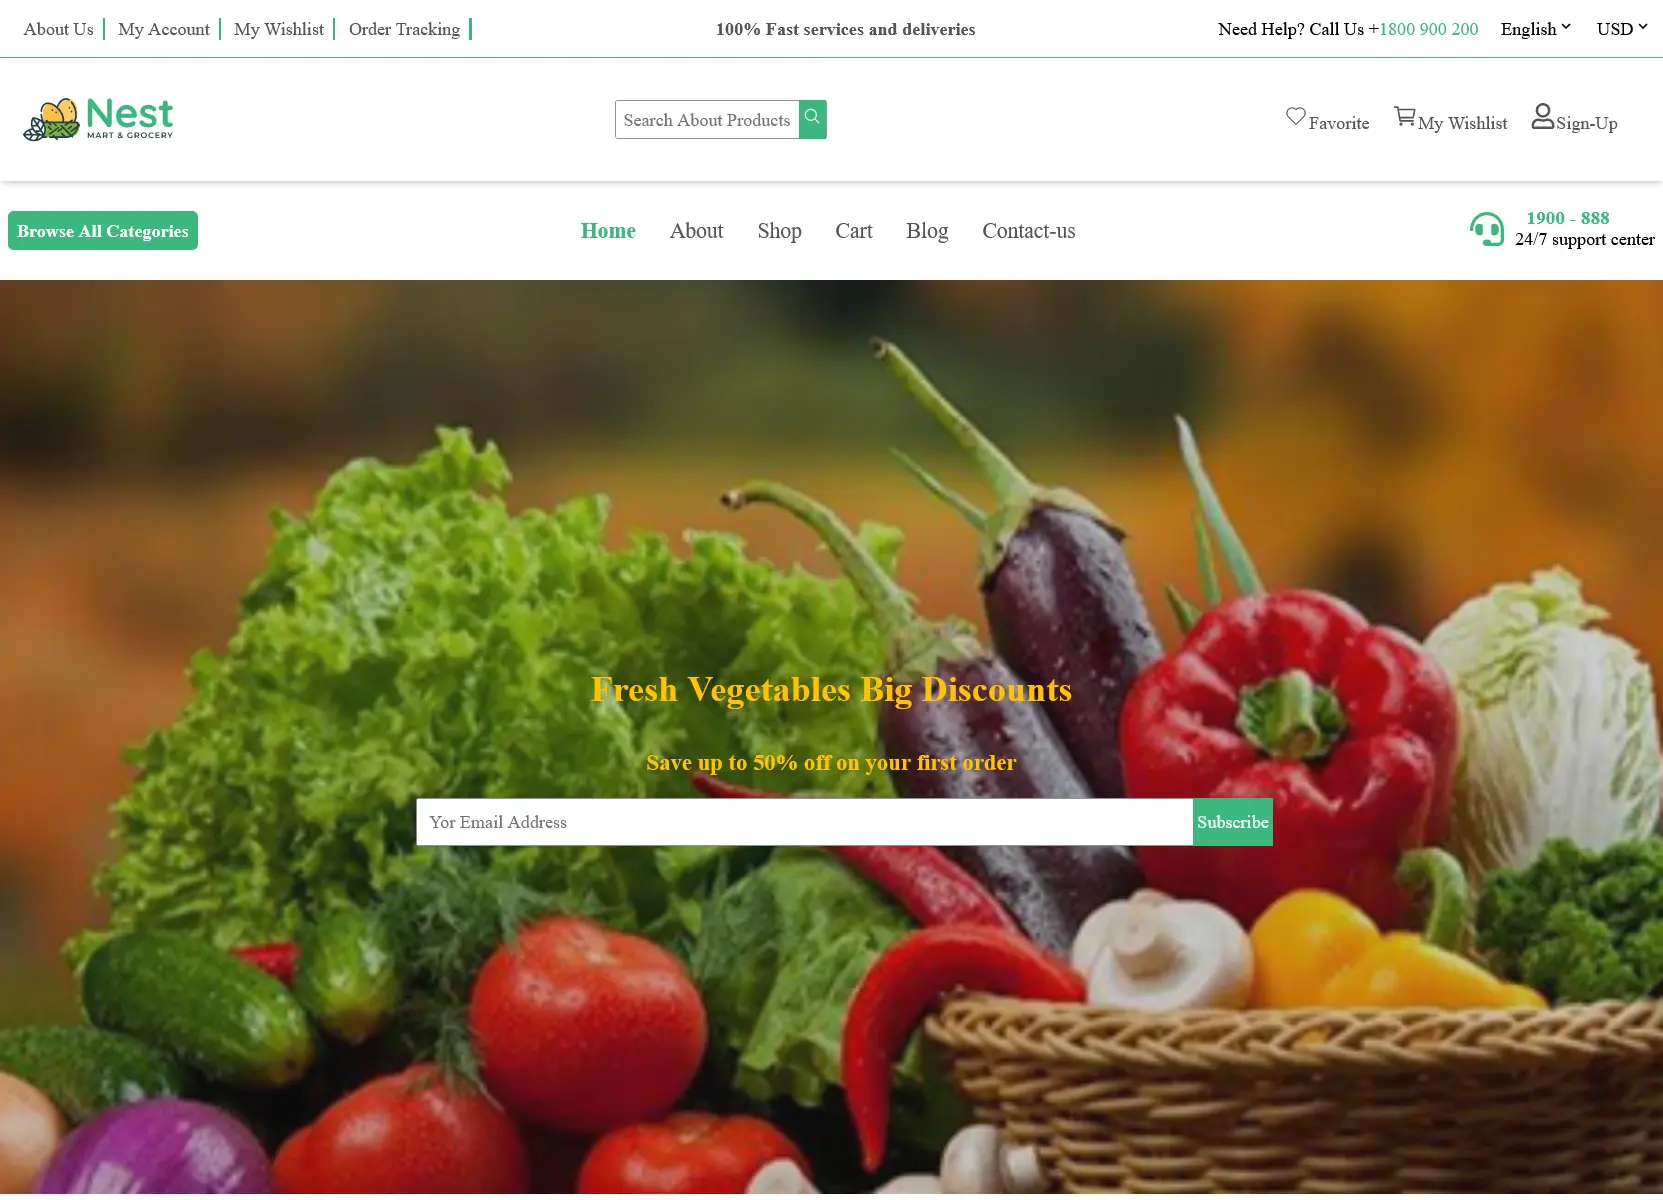 About Us My Account My Wishlist Order Tracking
100% Fast services and deliveries
Need Help? Call Us +1800 900 200 English USD
Nest
MART & GROCERY
Search About Products
Favorite My Wishlist Sign-Up
Browse All Categories
Home About Shop Cart Blog Contact-us
1900 - 888
24/7 support center
Fresh Vegetables Big Discounts
Save up to 50% off on your first order
Yor Email Address Subscribe